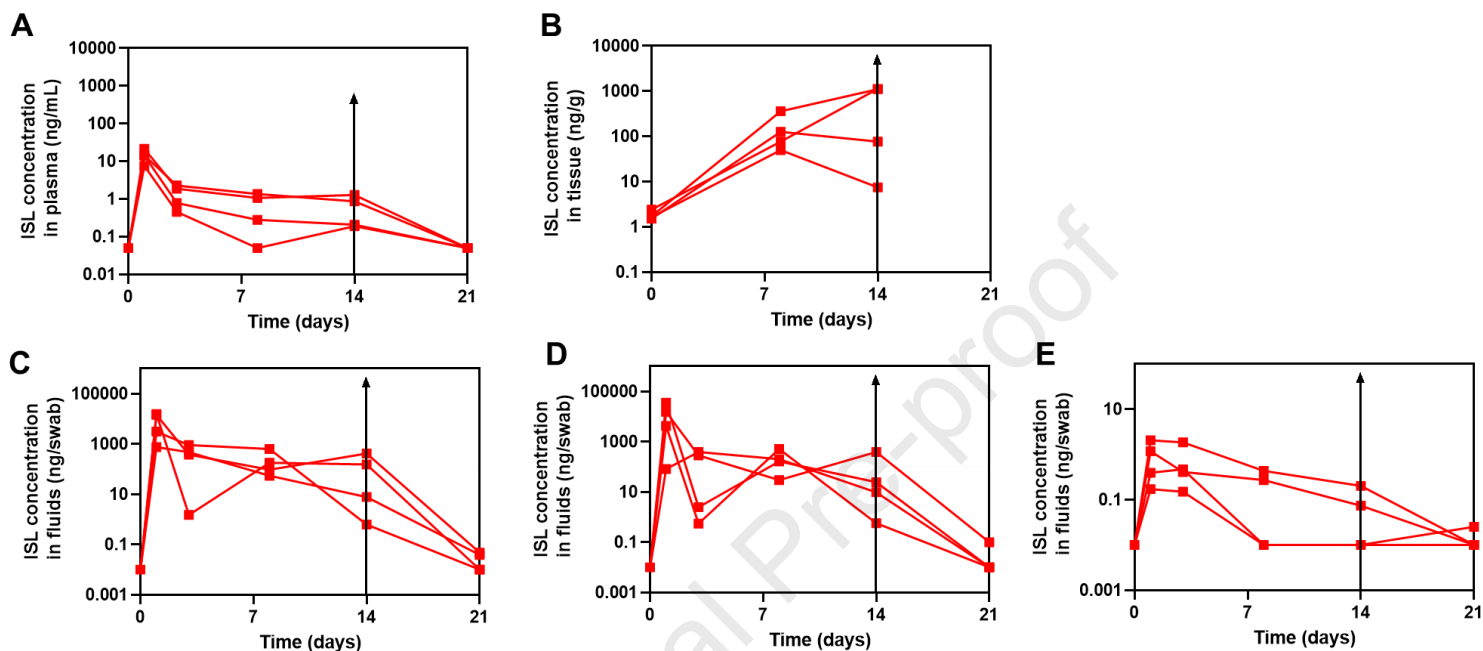 A
ISL concentration
in plasma (ng/mL)
10000
1000
100
10
1
0.1
0.01
0
7
14
21
Time (days)
B
ISL concentration
in tissue (ng/g)
10000
1000
100
10
1
0.1
0
7
14
21
Time (days)
C
ISL concentration
in fluids (ng/swab)
100000
1000
10
0.1
0.001
0
7
14
21
Time (days)
D
ISL concentration
in fluids (ng/swab)
100000
1000
10
0.1
0.001
0
7
14
21
Time (days)
E
ISL concentration
in fluids (ng/swab)
10
0.1
0.001
0
7
14
21
Time (days)
al Pre-proof